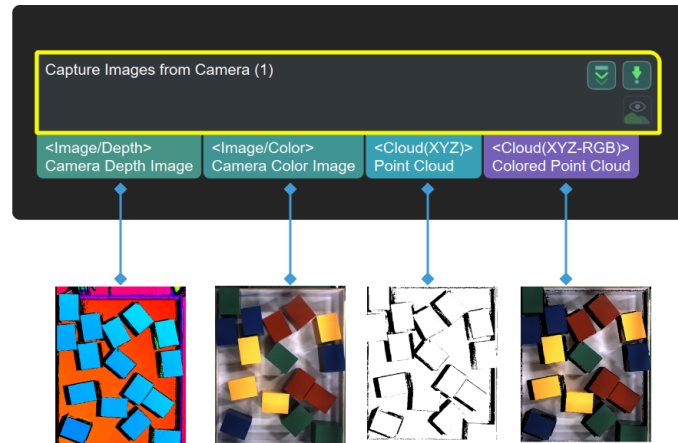 Capture Images from Camera (1)
<Image/Depth>
Camera Depth Image
<Image/Color>
Camera Color Image
<Cloud(XYZ)>
Point Cloud
<Cloud(XYZ-RGB)>
Colored Point Cloud